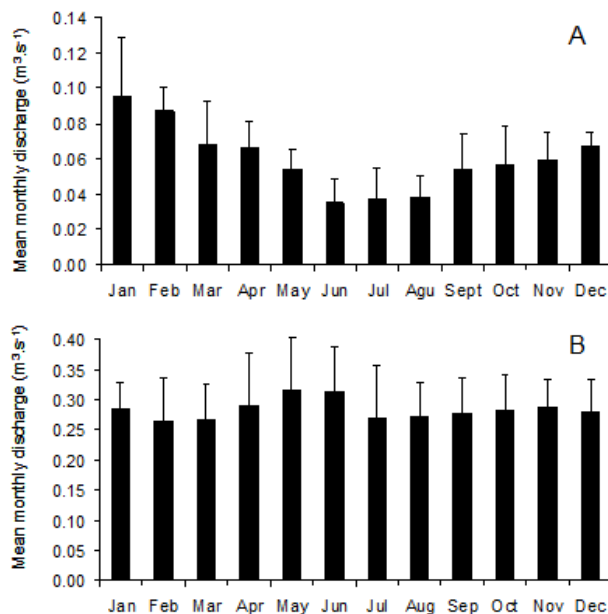 A
Mean monthly discharge (m³.s⁻¹)
0.14
0.12
0.10
0.08
0.06
0.04
0.02
0.00
Jan Feb Mar Apr May Jun Jul Agu Sept Oct Nov Dec
B
Mean monthly discharge (m³.s⁻¹)
0.40
0.35
0.30
0.25
0.20
0.15
0.10
0.05
0.00
Jan Feb Mar Apr May Jun Jul Aug Sep Oct Nov Dec